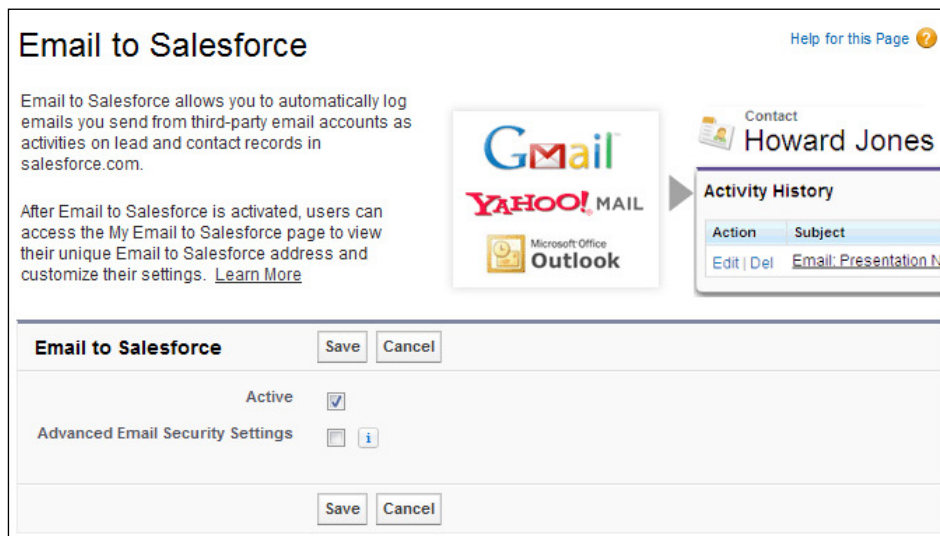 Email to Salesforce
Help for this Page ?
Email to Salesforce allows you to automatically log
emails you send from third-party email accounts as
activities on lead and contact records in
salesforce.com.
After Email to Salesforce is activated, users can
access the My Email to Salesforce page to view
their unique Email to Salesforce address and
customize their settings. Learn More
Gmail
YAHOO! MAIL
Microsoft Office
Outlook
Contact
Howard Jones
Activity History
Action Subject
Edit | Del Email: Presentation N
Email to Salesforce Save Cancel
Active
Advanced Email Security Settings i
Save Cancel